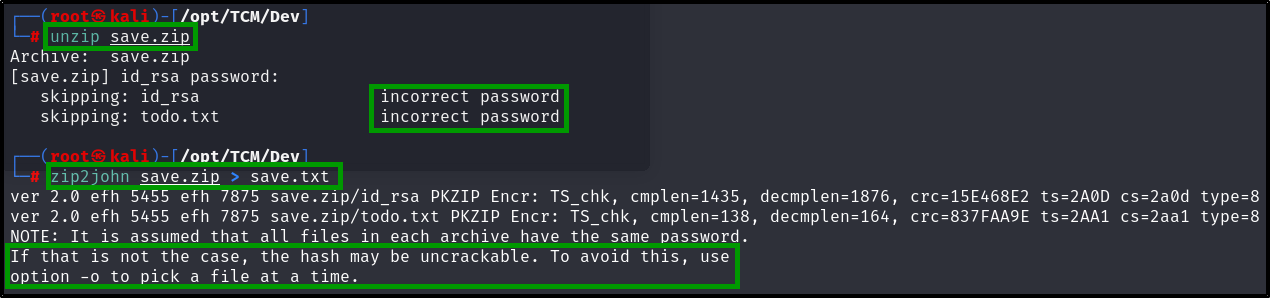 ┌──(root㉿kali)-[/opt/TCM/Dev]
└─# unzip save.zip
Archive:  save.zip
[save.zip] id_rsa password:
   skipping: id_rsa                  incorrect password
   skipping: todo.txt                incorrect password
┌──(root㉿kali)-[/opt/TCM/Dev]
└─# zip2john save.zip > save.txt
ver 2.0 efh 5455 efh 7875 save.zip/id_rsa PKZIP Encr: TS_chk, cmplen=1435, decmplen=1876, crc=15E468E2 ts=2A0D cs=2a0d type=8
ver 2.0 efh 5455 efh 7875 save.zip/todo.txt PKZIP Encr: TS_chk, cmplen=138, decmplen=164, crc=837FAA9E ts=2AA1 cs=2aa1 type=8
NOTE: It is assumed that all files in each archive have the same password.
If that is not the case, the hash may be uncrackable. To avoid this, use
option -o to pick a file at a time.